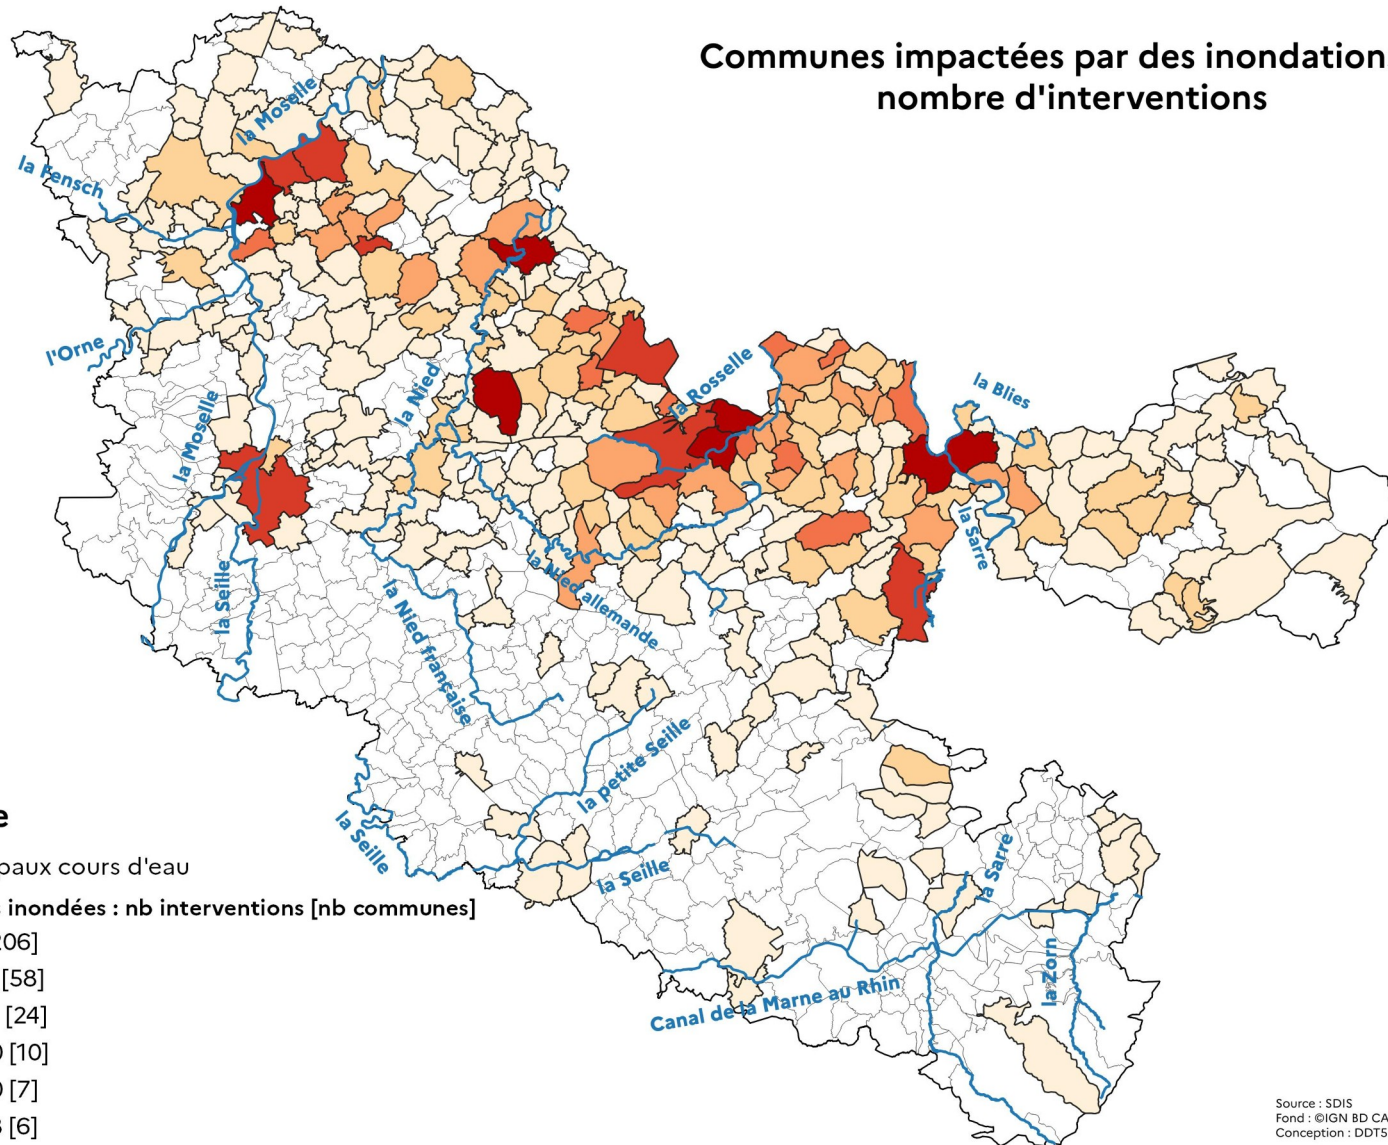 Communes impactées par des inondation
nombre d'interventions
la Moselle
la Fensch
l'Orne
la Nied
la Rosselle
la Blies
la Moselle
la Seille
la Sarre
la Nied allemande
la Nied française
la petite Seille
la Seille
la Seille
la Sarre
la Zorn
Canal de la Marne au Rhin
e
paux cours d'eau
inondées : nb interventions [nb communes]
206]
[58]
[24]
[10]
[7]
[6]
Source : SDIS
Fond : ©IGN BD CA
Conception : DDT5